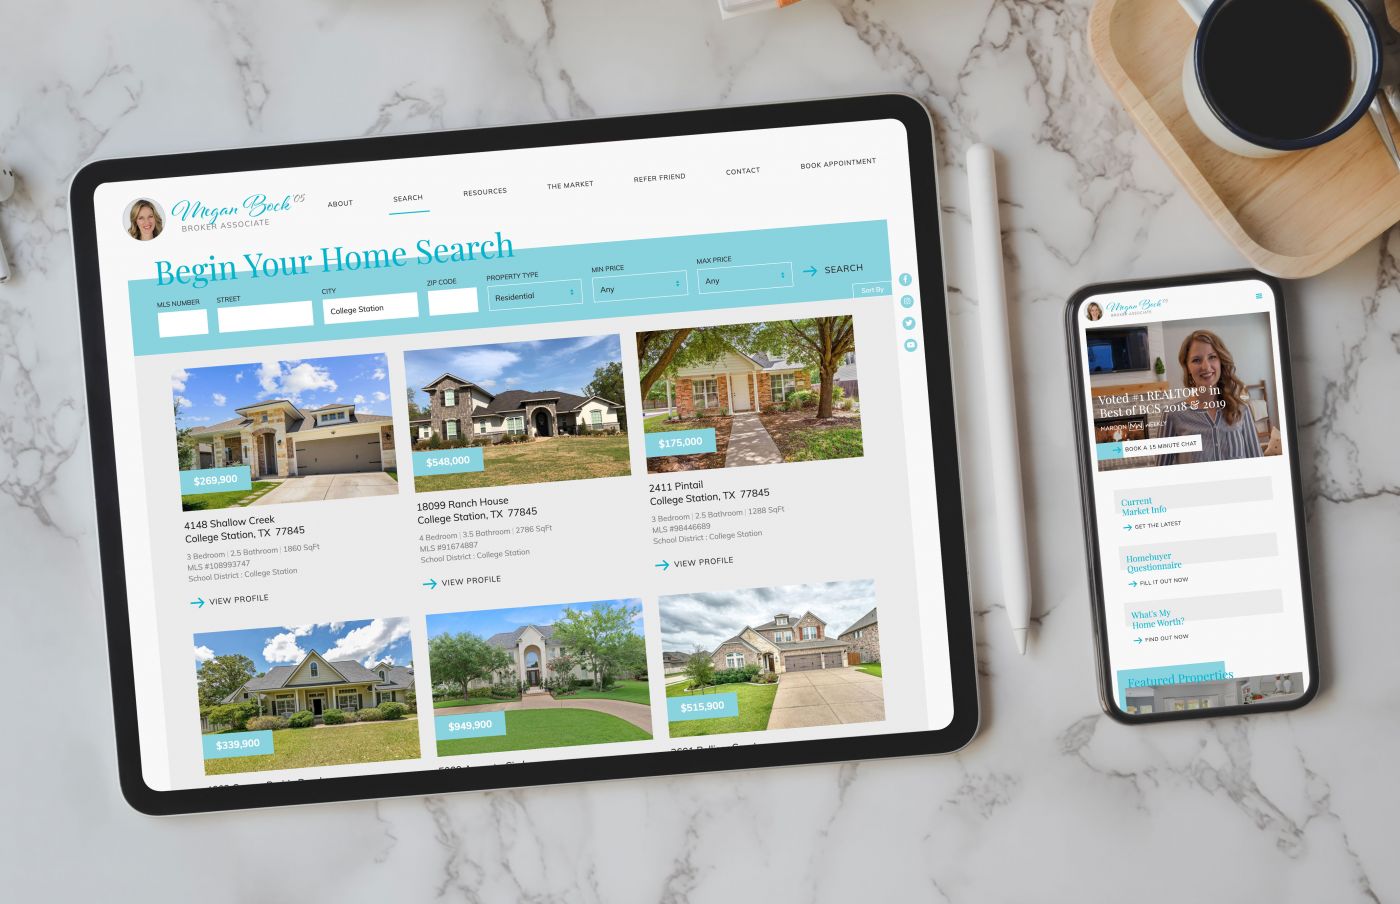 Megan Bock '05
BROKER ASSOCIATE
ABOUT
SEARCH
RESOURCES
THE MARKET
REFER FRIEND
CONTACT
BOOK APPOINTMENT
Begin Your Home Search
MLS NUMBER
STREET
CITY
ZIP CODE
PROPERTY TYPE
MIN PRICE
MAX PRICE
College Station
Residential
Any
Any
SEARCH
Sort By
$269,900
4148 Shallow Creek
College Station, TX 77845
3 Bedroom | 2.5 Bathroom | 1860 SqFt
MLS #108993747
School District : College Station
VIEW PROFILE
$548,000
18099 Ranch House
College Station, TX 77845
4 Bedroom | 3.5 Bathroom | 2786 SqFt
MLS #91674887
School District : College Station
VIEW PROFILE
$175,000
2411 Pintail
College Station, TX 77845
3 Bedroom | 2.5 Bathroom | 1288 SqFt
MLS #98446689
School District : College Station
VIEW PROFILE
$339,900
$949,900
$515,900
Megan Bock '05
BROKER ASSOCIATE
Voted #1 REALTOR® in
Best of BCS 2018 & 2019
MAROON MW WEEKLY
BOOK A 15 MINUTE CHAT
Current
Market Info
GET THE LATEST
Homebuyer
Questionnaire
FILL IT OUT NOW
What's My
Home Worth?
FIND OUT NOW
Featured Properties